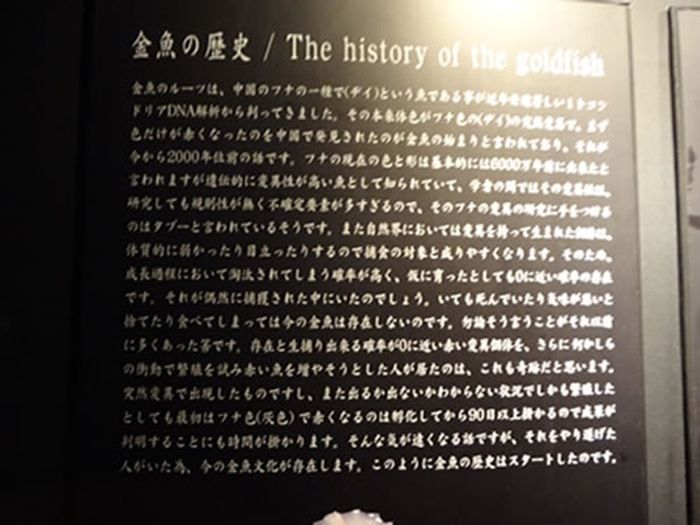 金魚の歴史 / The history of the goldfish
金魚のルーツは、中国のフナの一種で(ヂイ)という魚である事が近年発達著しいミトコン
ドリアDNA解析から判ってきました。その本来体色がフナ色の(ヂイ)の突然変異で、まず
色だけが赤くなったのを中国で発見されたのが金魚の始まりと言われており、それが
今から2000年位前の話です。フナの現在の色と形は基本的には6000万年前に出来たと
言われますが遺伝的に変異性が高い魚として知られていて、学者の間ではその変異性は、
研究しても規則性が無く不確定要素が多すぎるので、そのフナの変異の研究に手をつける
のはタブーと言われているそうです。また自然界においては変異を持って生まれた個体は、
体質的に弱かったり目立ったりするので捕食の対象と成りやすくなります。そのため、
成長過程において淘汰されてしまう確率が高く、仮に育ったとしても0に近い確率の存在
です。それが偶然に捕獲された中にいたのでしょう。いても死んでいたり気味が悪いと
捨てたり食べてしまっては今の金魚は存在しないのです。勿論そう言うことがそれ以前
に多くあった筈です。存在と生捕り出来る確率が0に近い赤い変異個体を、さらに何かしら
の衝動で繁殖を試み赤い魚を増やそうとした人が居たのは、これも奇跡だと思います。
突然変異で出現したものですし、また出るか出ないかわからない状況でしかも繁殖した
としても最初はフナ色(灰色)で赤くなるのは孵化してから90日以上掛かるので成果が
判明することにも時間が掛かります。そんな気が遠くなる話ですが、それをやり遂げた
人がいた為、今の金魚文化が存在します。このように金魚の歴史はスタートしたのです。